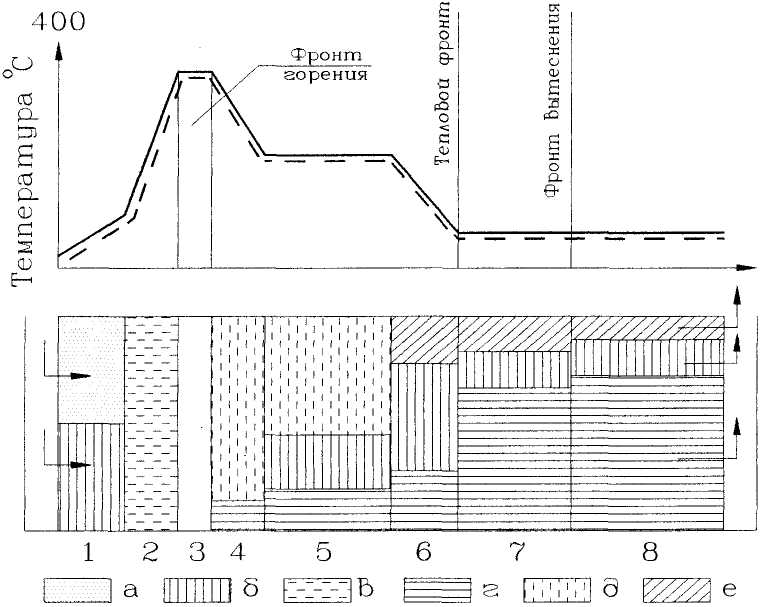 400
Температура °C
Фронт
горения
Тепловой фронт
Фронт вытеснения
1 2 3 4 5 6 7 8
а б в г д е